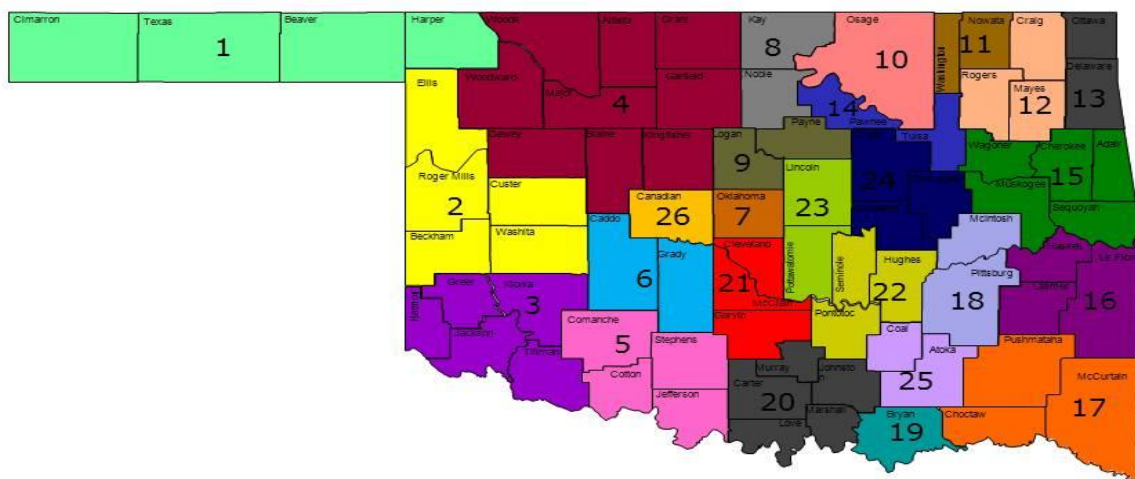 Cimarron
Texas
Beaver
Harper
Woods
Alfalfa
Grant
Kay
Osage
Nowata
Craig
Ottawa
1
8
10
11
Washington
Ellis
Woodward
Major
Garfield
Noble
Rogers
Mayes
Delaware
4
14
12
13
Pawnee
Dewey
Blaine
Kingfisher
Logan
Payne
Tulsa
Wagoner
Cherokee
Adair
9
Lincoln
24
15
Roger Mills
Custer
Muskogee
2
Canadian
26
Oklahoma
7
23
Sequoyah
Caddo
McIntosh
Beckham
Washita
Cleveland
Grady
6
21
Pottawatomie
Seminole
Hughes
Haskell
Le Flore
Pittsburg
Greer
Kiowa
3
McClain
22
18
Latimer
16
Harmon
Jackson
Tillman
Comanche
5
Stephens
Garvin
Pontotoc
Coal
Atoka
Pushmataha
Cotton
Murray
Johnsto
n
25
McCurtain
Jefferson
Carter
20
Marshall
Love
Bryan
19
Choctaw
17